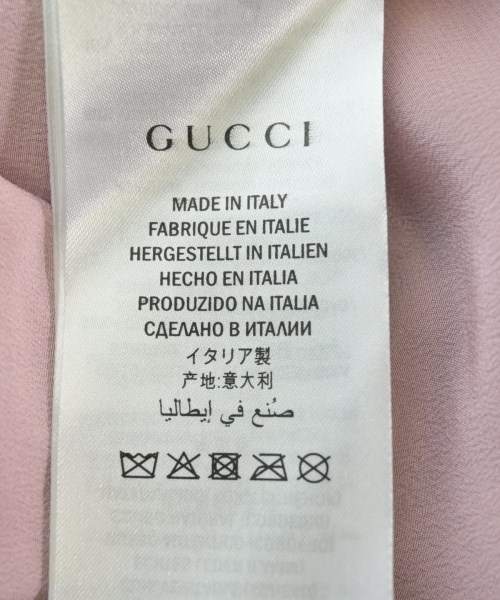 GUCCI
MADE IN ITALY
FABRIQUE EN ITALIE
HERGESTELLT IN ITALIEN
HECHO EN ITALIA
PRODUZIDO NA ITALIA
СДЕЛАНО В ИТАЛИИ
イタリア製
产地:意大利
صُنع في إيطاليا